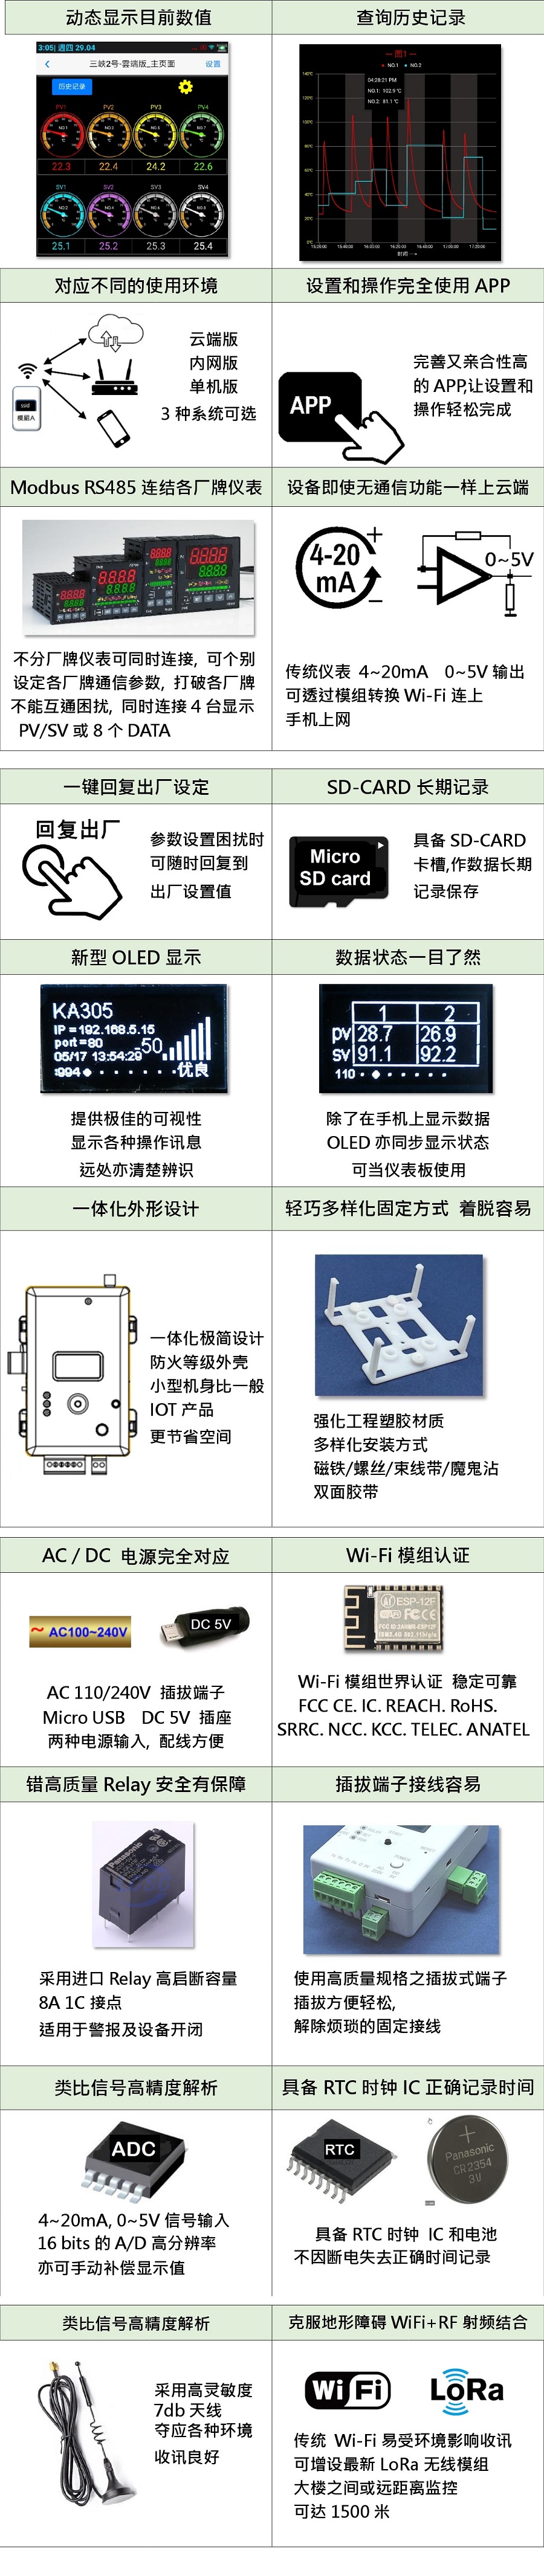 动态显示目前数值
查询历史记录
3:05| 週四 29.04
三峡2号-雲端版_主页面
设置
历史记录
PV1 PV2 PV3 PV4
NO.1 NO.2 NO.6 NO.7
22.3 22.4 24.2 22.6
SV1 SV2 SV3 SV4
25.1 25.2 25.3 25.4
一 图1 一
NO.1 NO.2
04:28:21 PM
NO.1: 102.9 ℃
NO.2: 81.1 ℃
140℃
120℃
100℃
80℃
60℃
40℃
20℃
0℃
时间 -->
对应不同的使用环境
设置和操作完全使用 APP
云端版
内网版
单机版
3 种系统可选
模組A
APP
完善又亲合性高
的 APP,让设置和
操作轻松完成
Modbus RS485 连结各厂牌仪表
设备即使无通信功能一样上云端
不分厂牌仪表可同时连接, 可个别
设定各厂牌通信参数, 打破各厂牌
不能互通困扰, 同时连接 4 台显示
PV/SV 或 8 个 DATA
4-20
mA
+
−
0~5V
传统仪表 4~20mA 0~5V 输出
可透过模组转换 Wi-Fi 连上
手机上网
一键回复出厂设定
SD-CARD 长期记录
回复出厂
参数设置困扰时
可随时回复到
出厂设置值
Micro
SD card
具备 SD-CARD
卡槽,作数据长期
记录保存
新型 OLED 显示
数据状态一目了然
KA305
IP = 192.168.5.15
port = 80
05/17 13:54:29
-50
:994
优良
提供极佳的可视性
显示各种操作讯息
远处亦清楚辨识
1 2
pv 28.7 26.9
sv 91.1 92.2
110
除了在手机上显示数据
OLED 亦同步显示状态
可当仪表板使用
一体化外形设计
轻巧多样化固定方式 着脱容易
一体化极简设计
防火等级外壳
小型机身比一般
IOT 产品
更节省空间
强化工程塑胶材质
多样化安装方式
磁铁/螺丝/束线带/魔鬼沾
双面胶带
AC / DC 电源完全对应
Wi-Fi 模组认证
~ AC100~240V
DC 5V
AC 110/240V 插拔端子
Micro USB DC 5V 插座
两种电源输入, 配线方便
ESP-12F
FCC CE
Wi-Fi 模组世界认证 稳定可靠
FCC CE. IC. REACH. RoHS.
SRRC. NCC. KCC. TELEC. ANATEL
错高质量 Relay 安全有保障
插拔端子接线容易
Panasonic
采用进口 Relay 高启断容量
8A 1C 接点
适用于警报及设备开闭
使用高质量规格之插拔式端子
插拔方便轻松,
解除烦琐的固定接线
类比信号高精度解析
具备 RTC 时钟 IC 正确记录时间
ADC
4~20mA, 0~5V 信号输入
16 bits 的 A/D 高分辨率
亦可手动补偿显示值
RTC
+
Panasonic
CR2354
3V
具备 RTC 时钟 IC 和电池
不因断电失去正确时间记录
类比信号高精度解析
克服地形障碍 WiFi+RF 射频结合
采用高灵敏度
7db 天线
夺应各种环境
收讯良好
WiFi
LoRa
传统 Wi-Fi 易受环境影响收讯
可增设最新 LoRa 无线模组
大楼之间或远距离监控
可达 1500 米